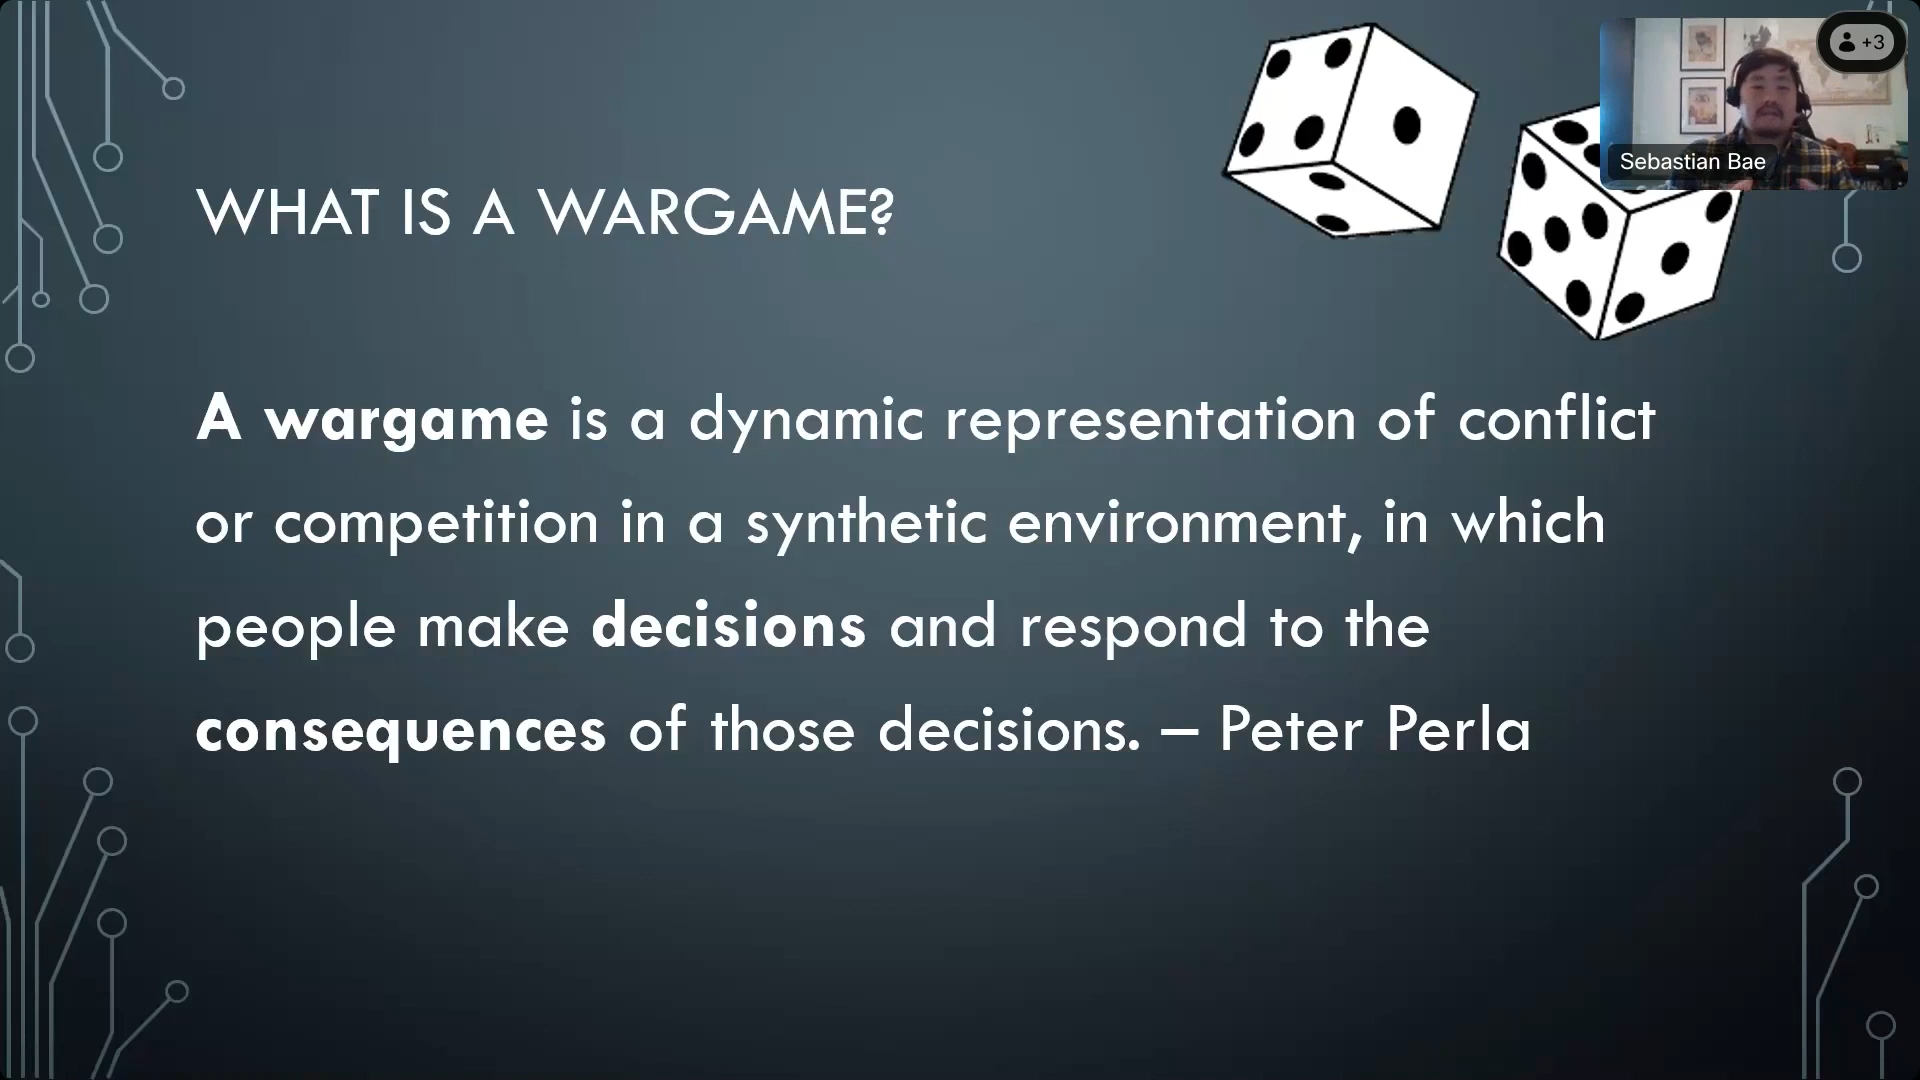 WHAT IS A WARGAME?
A wargame is a dynamic representation of conflict
or competition in a synthetic environment, in which
people make decisions and respond to the
consequences of those decisions. – Peter Perla
+3
Sebastian Bae